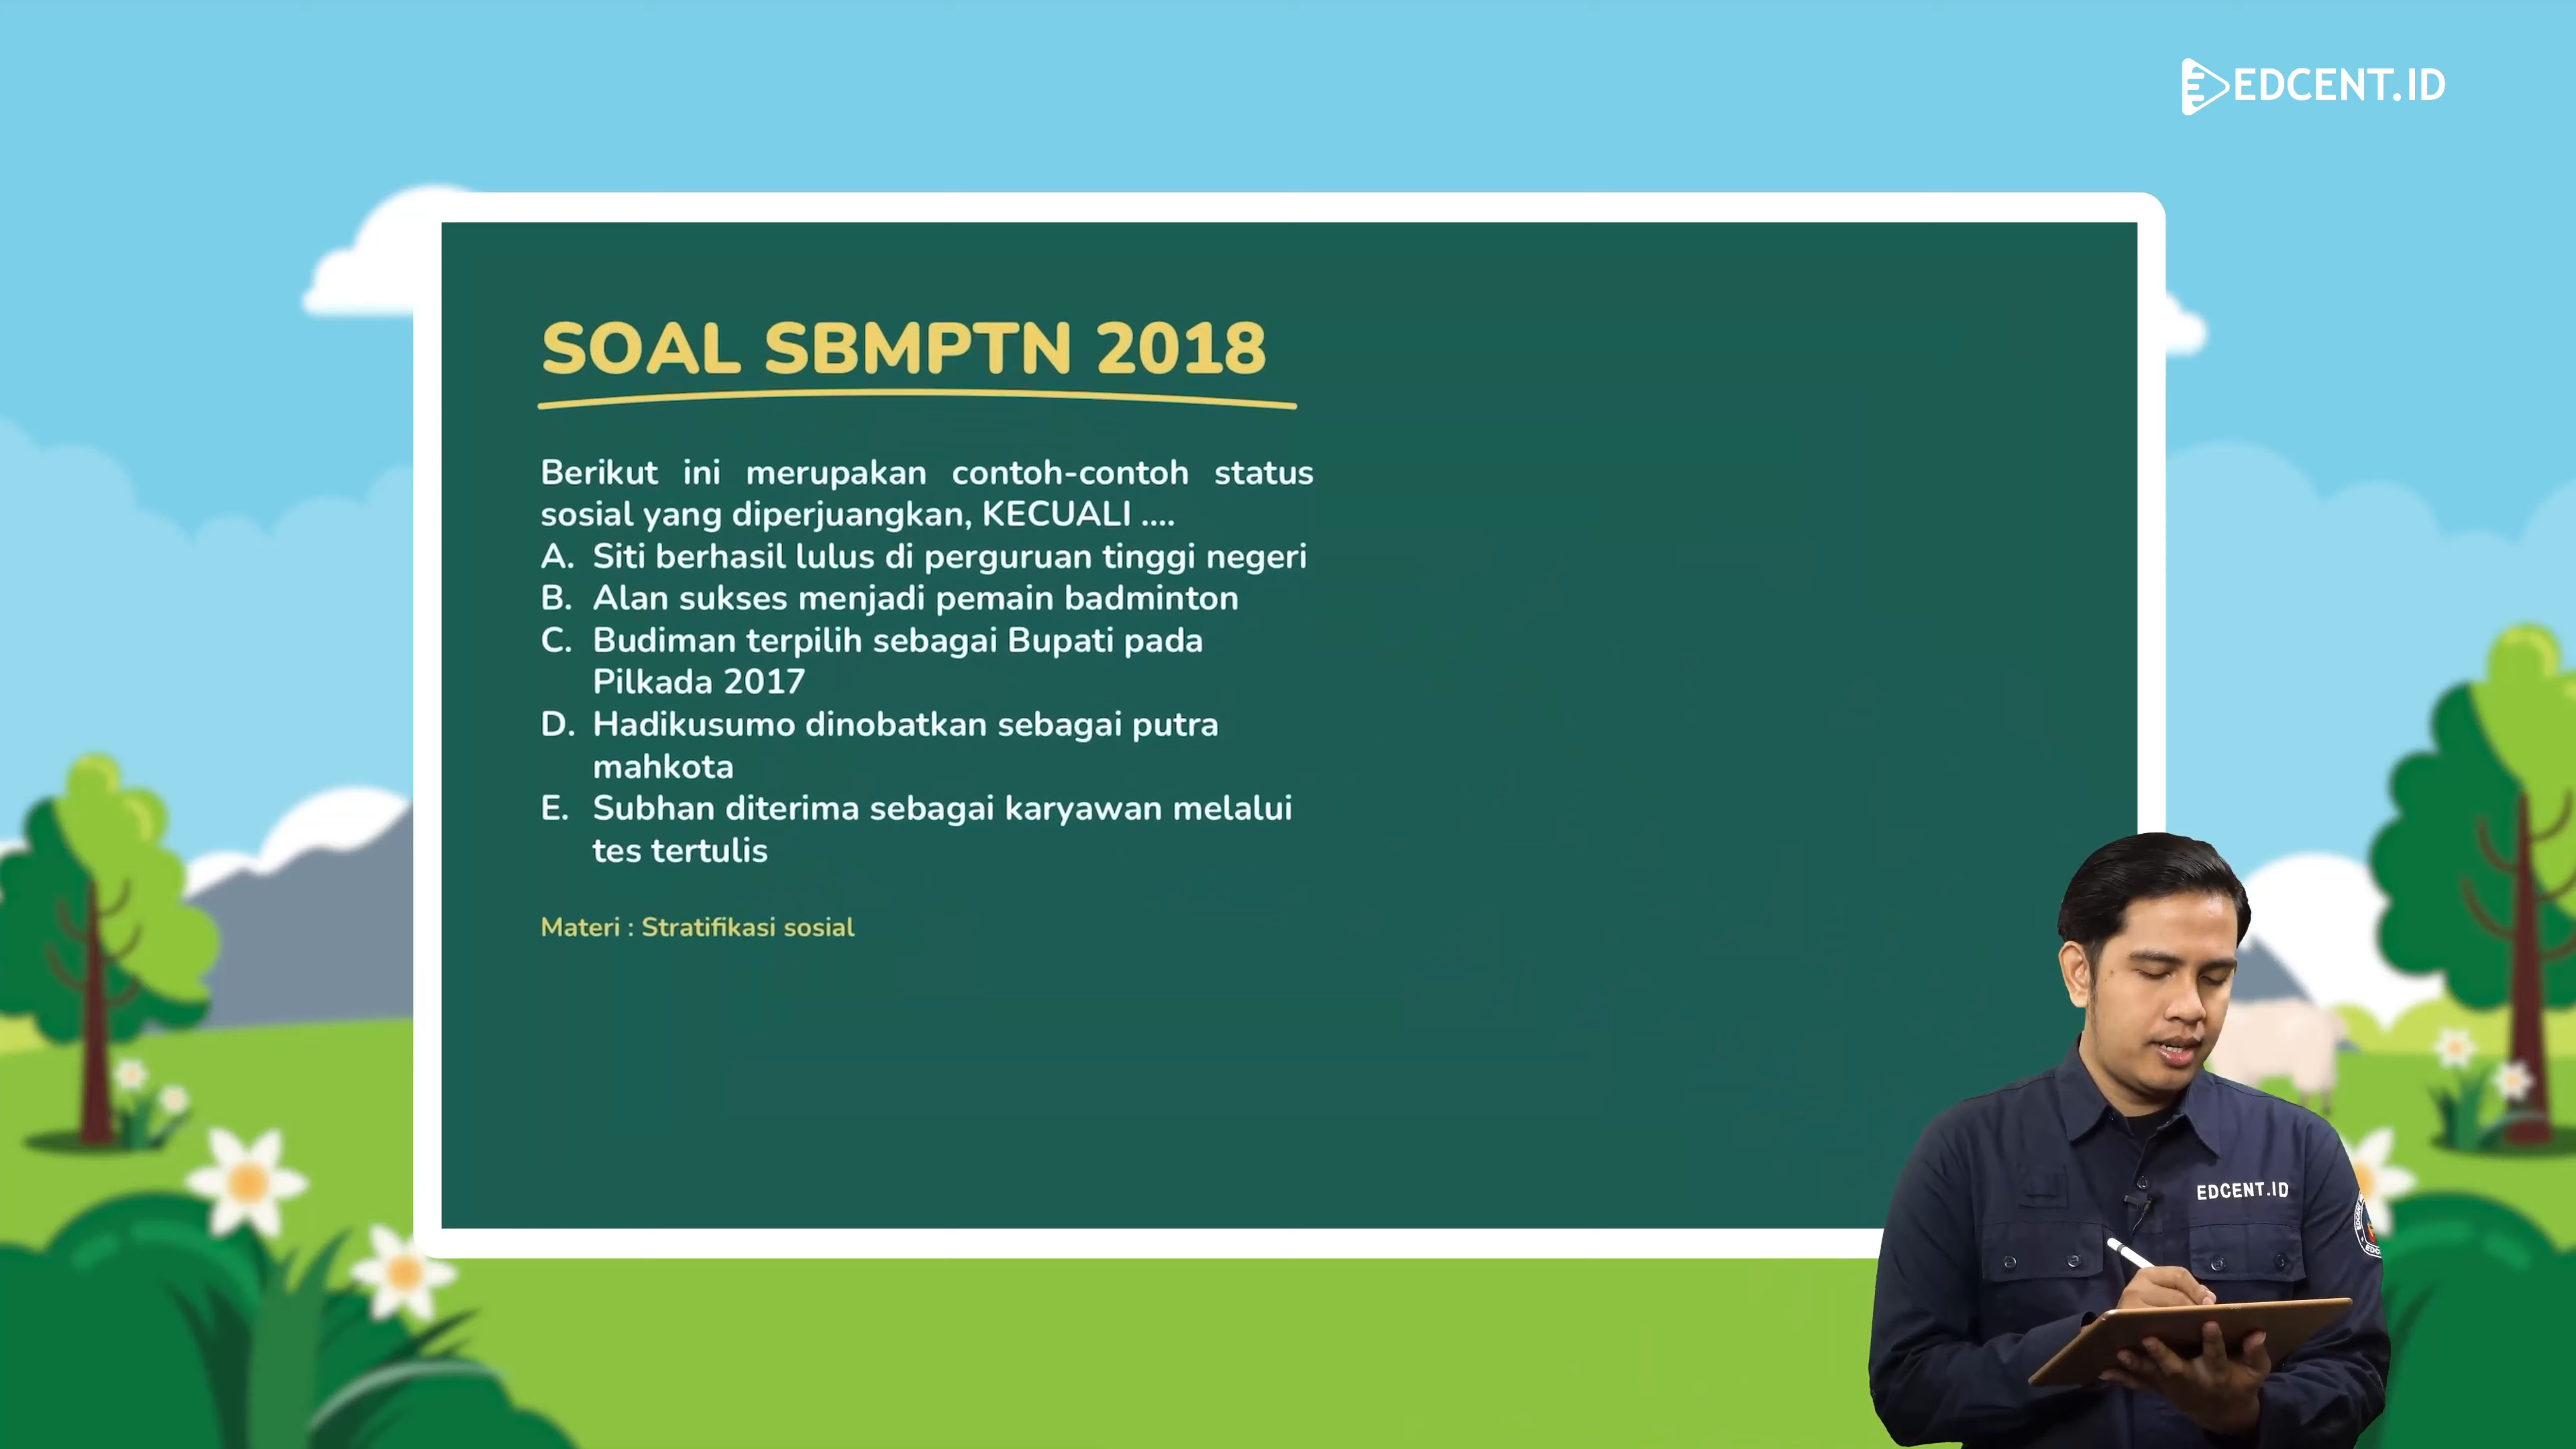 EDCENT.ID
SOAL SBMPTN 2018
Berikut ini merupakan contoh-contoh status
sosial yang diperjuangkan, KECUALI ....
A. Siti berhasil lulus di perguruan tinggi negeri
B. Alan sukses menjadi pemain badminton
C. Budiman terpilih sebagai Bupati pada
Pilkada 2017
D. Hadikusumo dinobatkan sebagai putra
mahkota
E. Subhan diterima sebagai karyawan melalui
tes tertulis
Materi : Stratifikasi sosial
EDCENT.ID